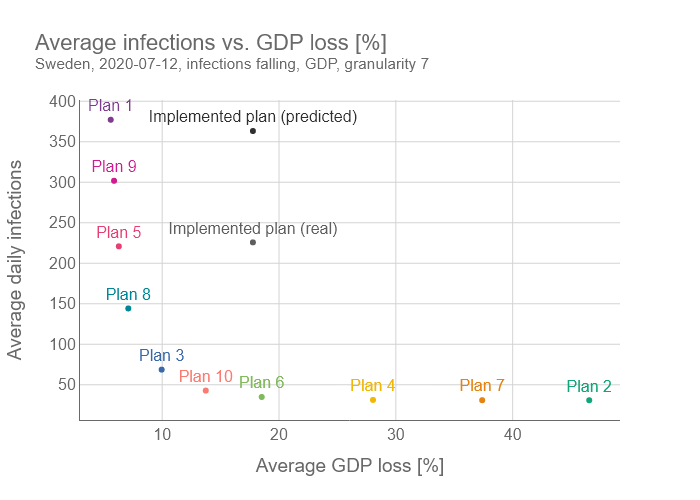 Average infections vs. GDP loss [%]
Sweden, 2020-07-12, infections falling, GDP, granularity 7
400
Plan 1
Implemented plan (predicted)
350
Plan 9
300
250
Plan 5
Implemented plan (real)
200
Plan 8
150
100
Plan 3
Plan 10
Plan 6
Plan 4
Plan 7
Plan 2
50
10
20
30
40
Average GDP loss [%]
Average daily infections